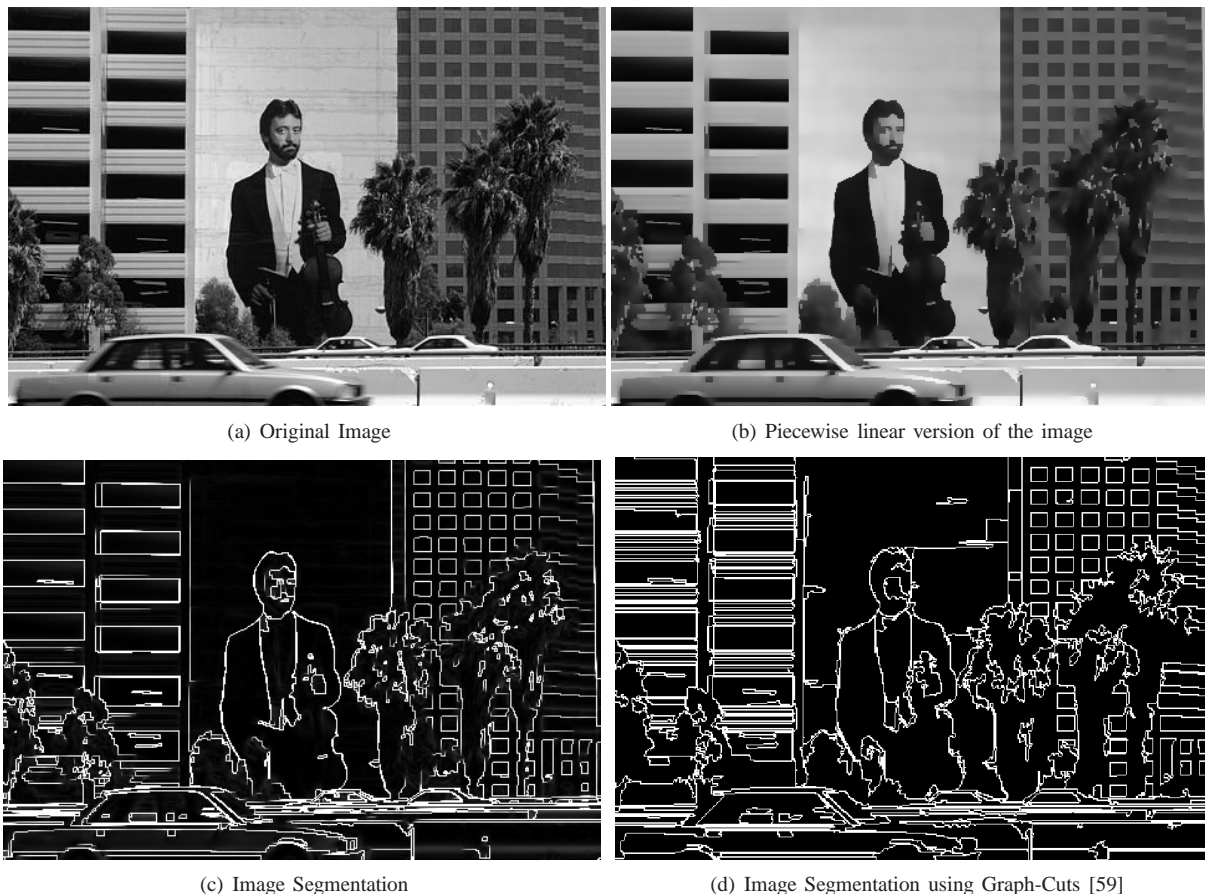 (a) Original Image
(b) Piecewise linear version of the image
(c) Image Segmentation
(d) Image Segmentation using Graph-Cuts [59]